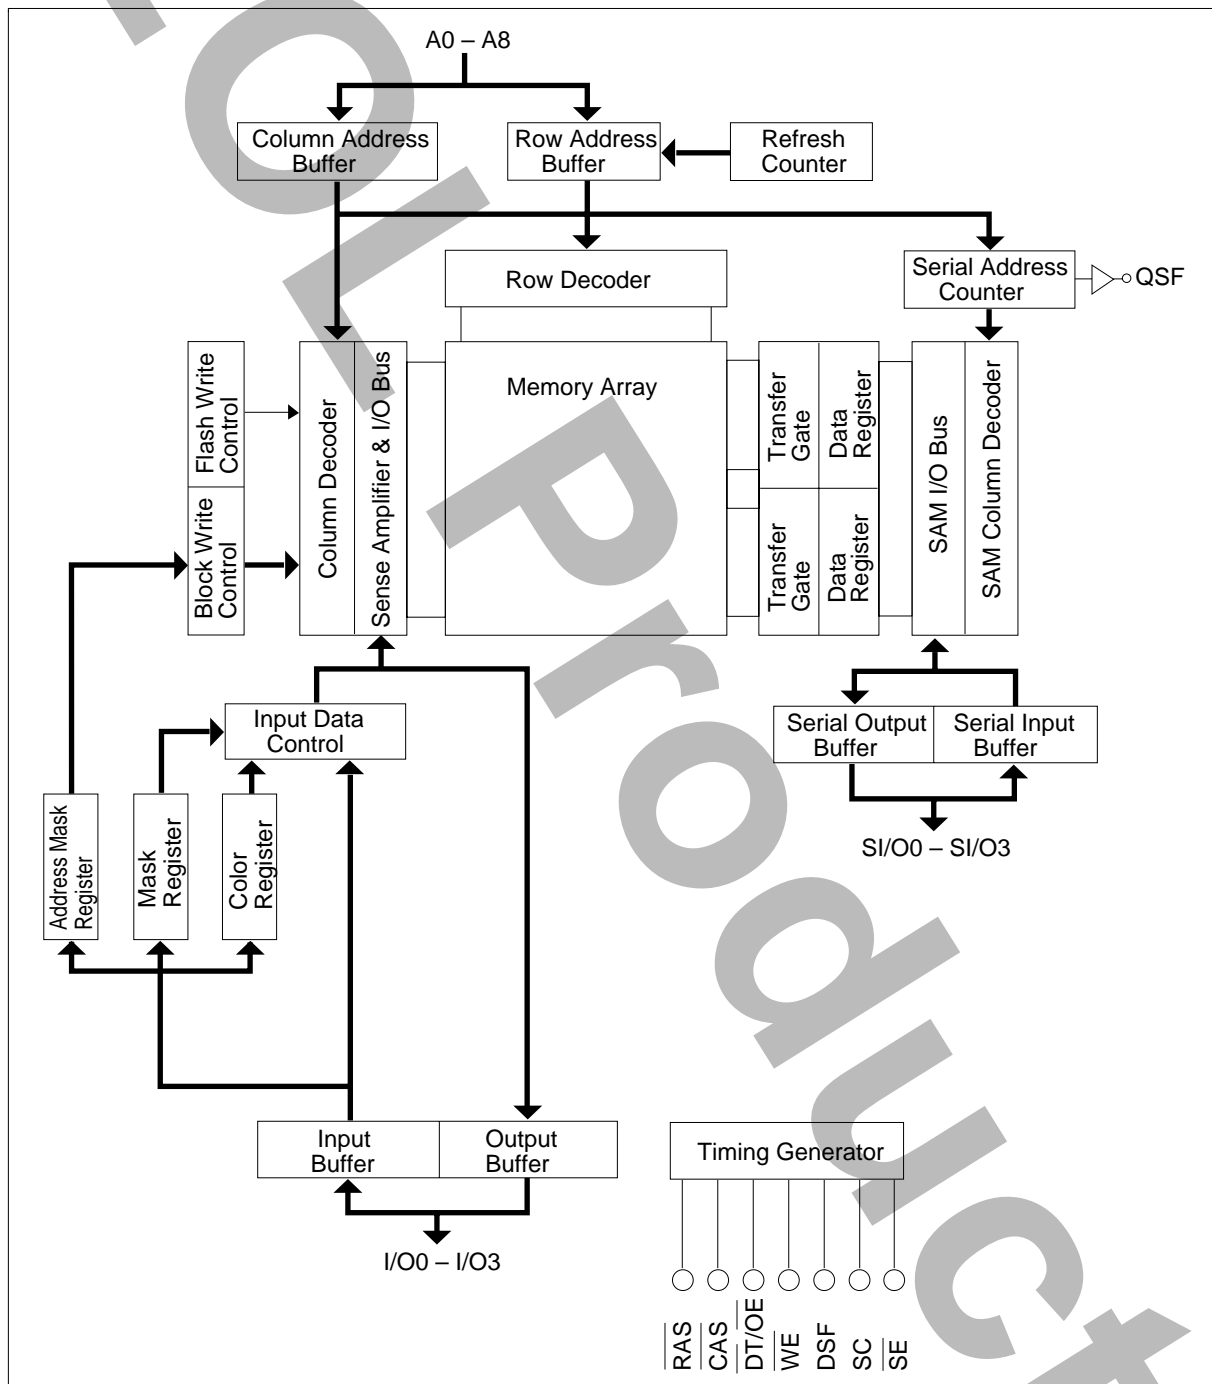 A0 – A8
Column Address
Buffer
Row Address
Buffer
Refresh
Counter
Row Decoder
Serial Address
Counter
QSF
Flash Write
Control
Block Write
Control
Column Decoder
Sense Amplifier & I/O Bus
Memory Array
Transfer
Gate
Data
Register
Transfer
Gate
Data
Register
SAM I/O Bus
SAM Column Decoder
Input Data
Control
Serial Output
Buffer
Serial Input
Buffer
SI/O0 – SI/O3
Address Mask
Register
Mask
Register
Color
Register
Input
Buffer
Output
Buffer
I/O0 – I/O3
Timing Generator
RAS
CAS
DT/OE
WE
DSF
SC
SE
OL Product